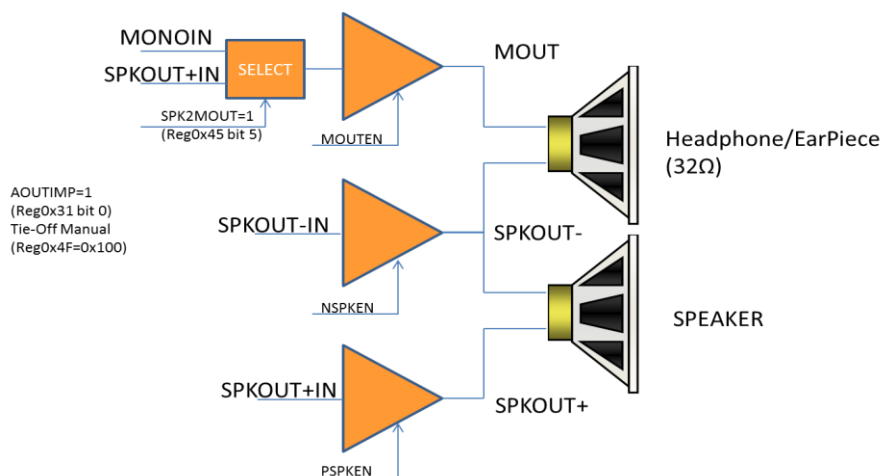 MONOIN
SPKOUT+IN
SELECT
SPK2MOUT=1
(Reg0x45 bit 5)
MOUTEN
MOUT
Headphone/EarPiece
(32Ω)
AOUTIMP=1
(Reg0x31 bit 0)
Tie-Off Manual
(Reg0x4F=0x100)
SPKOUT-IN
NSPKEN
SPKOUT-
SPEAKER
SPKOUT+IN
PSPKEN
SPKOUT+